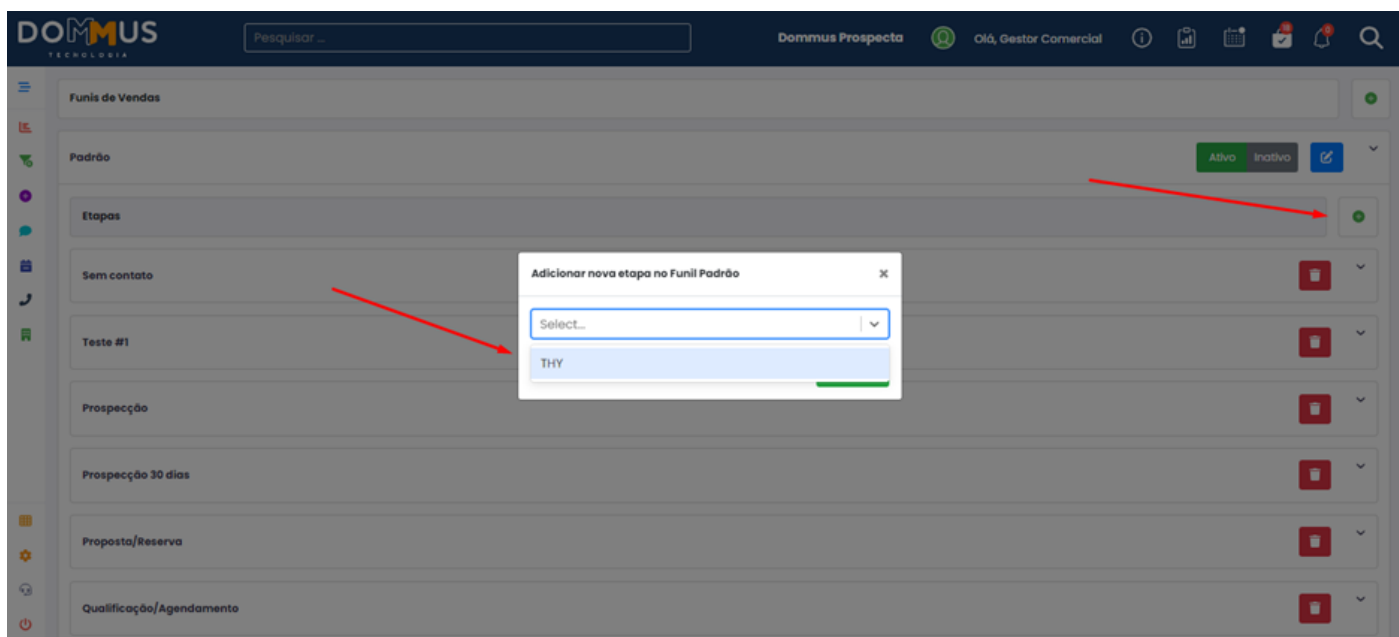 DOMMUS
TECNOLOGIA
Pesquisar ...
Dommus Prospecta
Olá, Gestor Comercial
Funis de Vendas
Padrão
Ativo Inativo
Etapas
Sem contato
Adicionar nova etapa no Funil Padrão
Select...
THY
Teste #1
Prospecção
Prospecção 30 dias
Proposta/Reserva
Qualificação/Agendamento